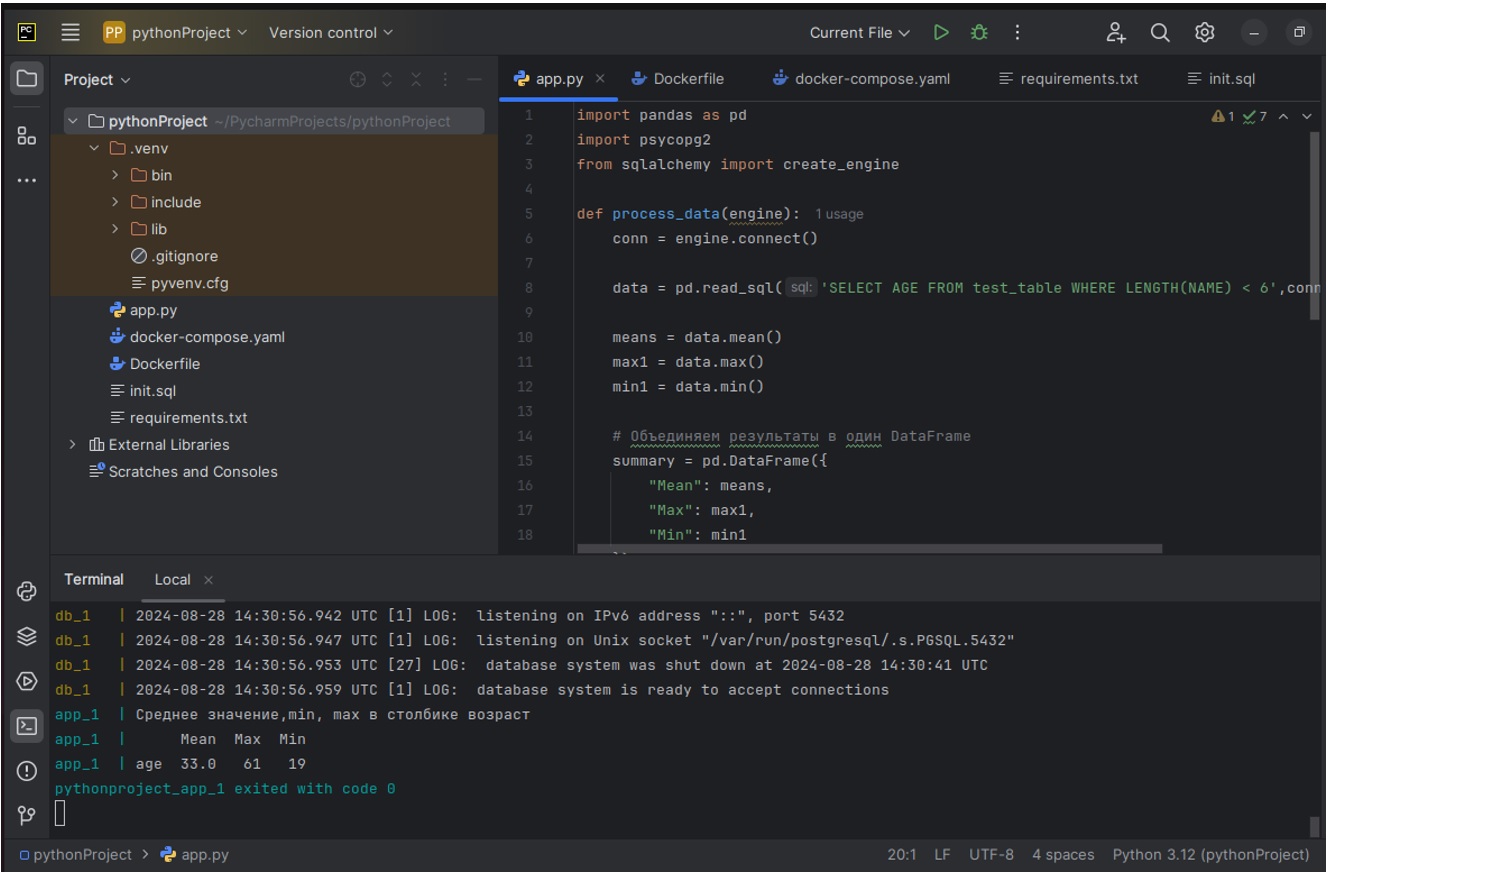 PC PP pythonProject Version control Current File
Project
app.py Dockerfile docker-compose.yaml requirements.txt init.sql
pythonProject ~/PycharmProjects/pythonProject
.venv
bin
include
lib
.gitignore
pyvenv.cfg
app.py
docker-compose.yaml
Dockerfile
init.sql
requirements.txt
External Libraries
Scratches and Consoles
1 import pandas as pd
1 7
2 import psycopg2
3 from sqlalchemy import create_engine
4
5 def process_data(engine): 1 usage
6 conn = engine.connect()
7
8 data = pd.read_sql( sql: 'SELECT AGE FROM test_table WHERE LENGTH(NAME) < 6',conn
9
10 means = data.mean()
11 max1 = data.max()
12 min1 = data.min()
13
14 # Объединяем результаты в один DataFrame
15 summary = pd.DataFrame({
16 "Mean": means,
17 "Max": max1,
18 "Min": min1
Terminal Local
db_1 | 2024-08-28 14:30:56.942 UTC [1] LOG: listening on IPv6 address "::", port 5432
db_1 | 2024-08-28 14:30:56.947 UTC [1] LOG: listening on Unix socket "/var/run/postgresql/.s.PGSQL.5432"
db_1 | 2024-08-28 14:30:56.953 UTC [27] LOG: database system was shut down at 2024-08-28 14:30:41 UTC
db_1 | 2024-08-28 14:30:56.959 UTC [1] LOG: database system is ready to accept connections
app_1 | Среднее значение,min, max в столбике возраст
app_1 | Mean Max Min
app_1 | age 33.0 61 19
pythonproject_app_1 exited with code 0
pythonProject > app.py 20:1 LF UTF-8 4 spaces Python 3.12 (pythonProject)